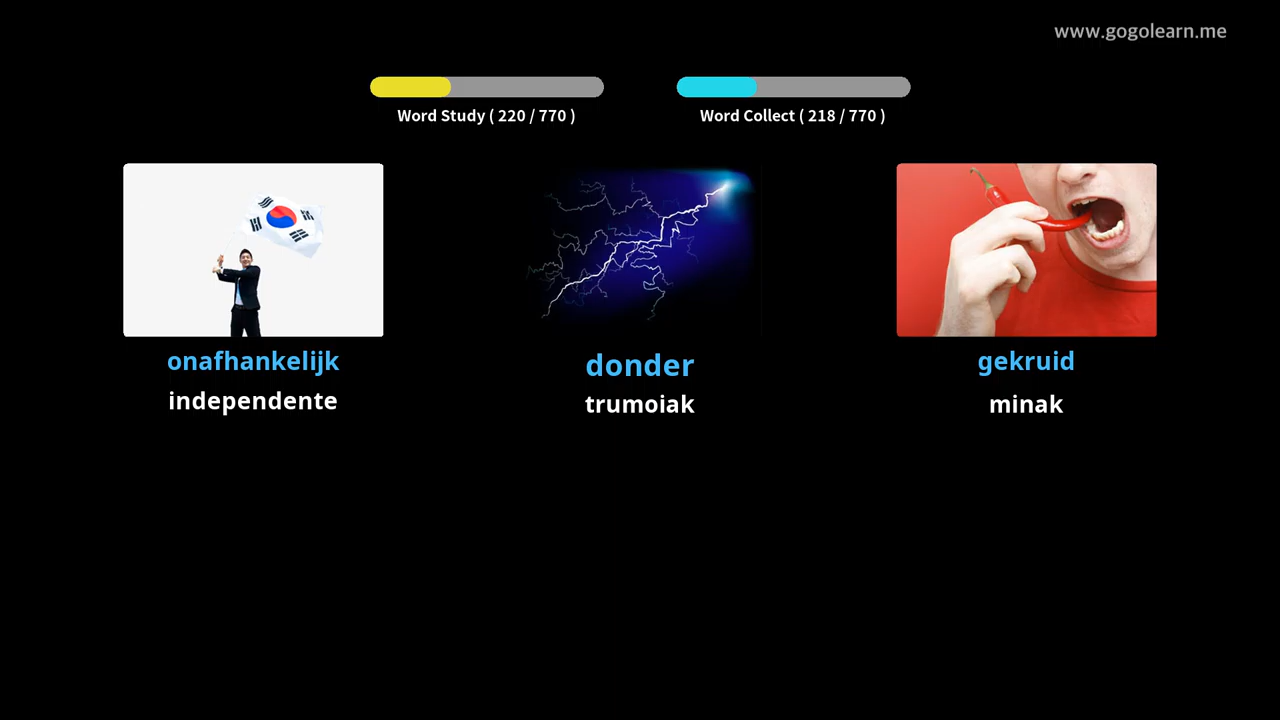 www.gogolearn.me
Word Study ( 220 / 770 )
Word Collect ( 218 / 770 )
onafhankelijk
donder
gekruid
independente
trumoiak
minak